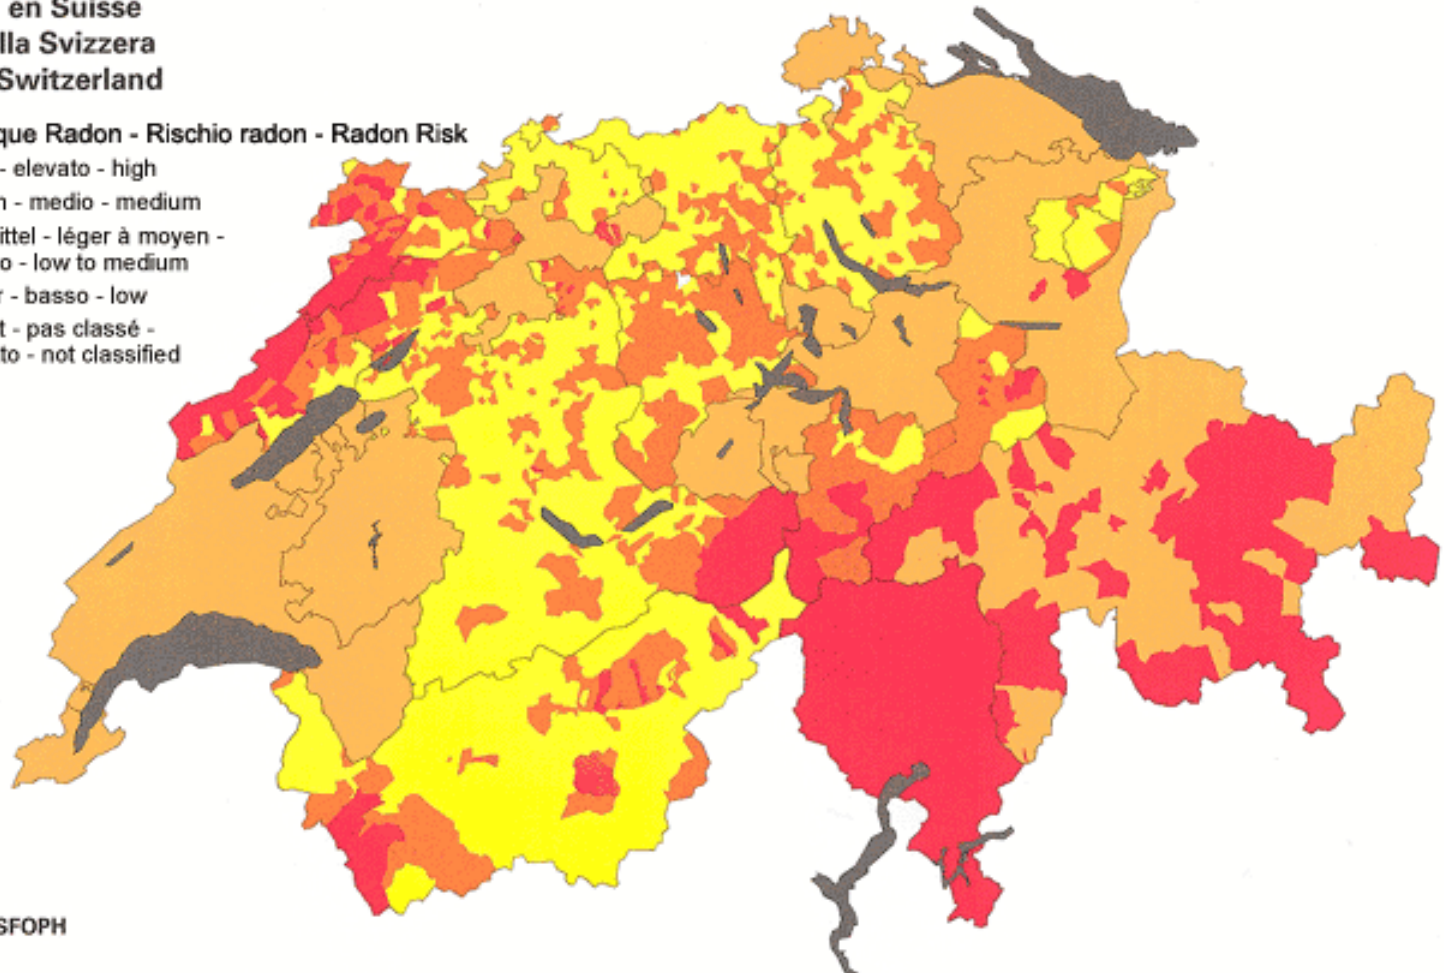 en Suisse
lla Svizzera
Switzerland
que Radon - Rischio radon - Radon Risk
- elevato - high
- medio - medium
ittel - léger à moyen -
o - low to medium
- basso - low
t - pas classé -
to - not classified
SFOPH